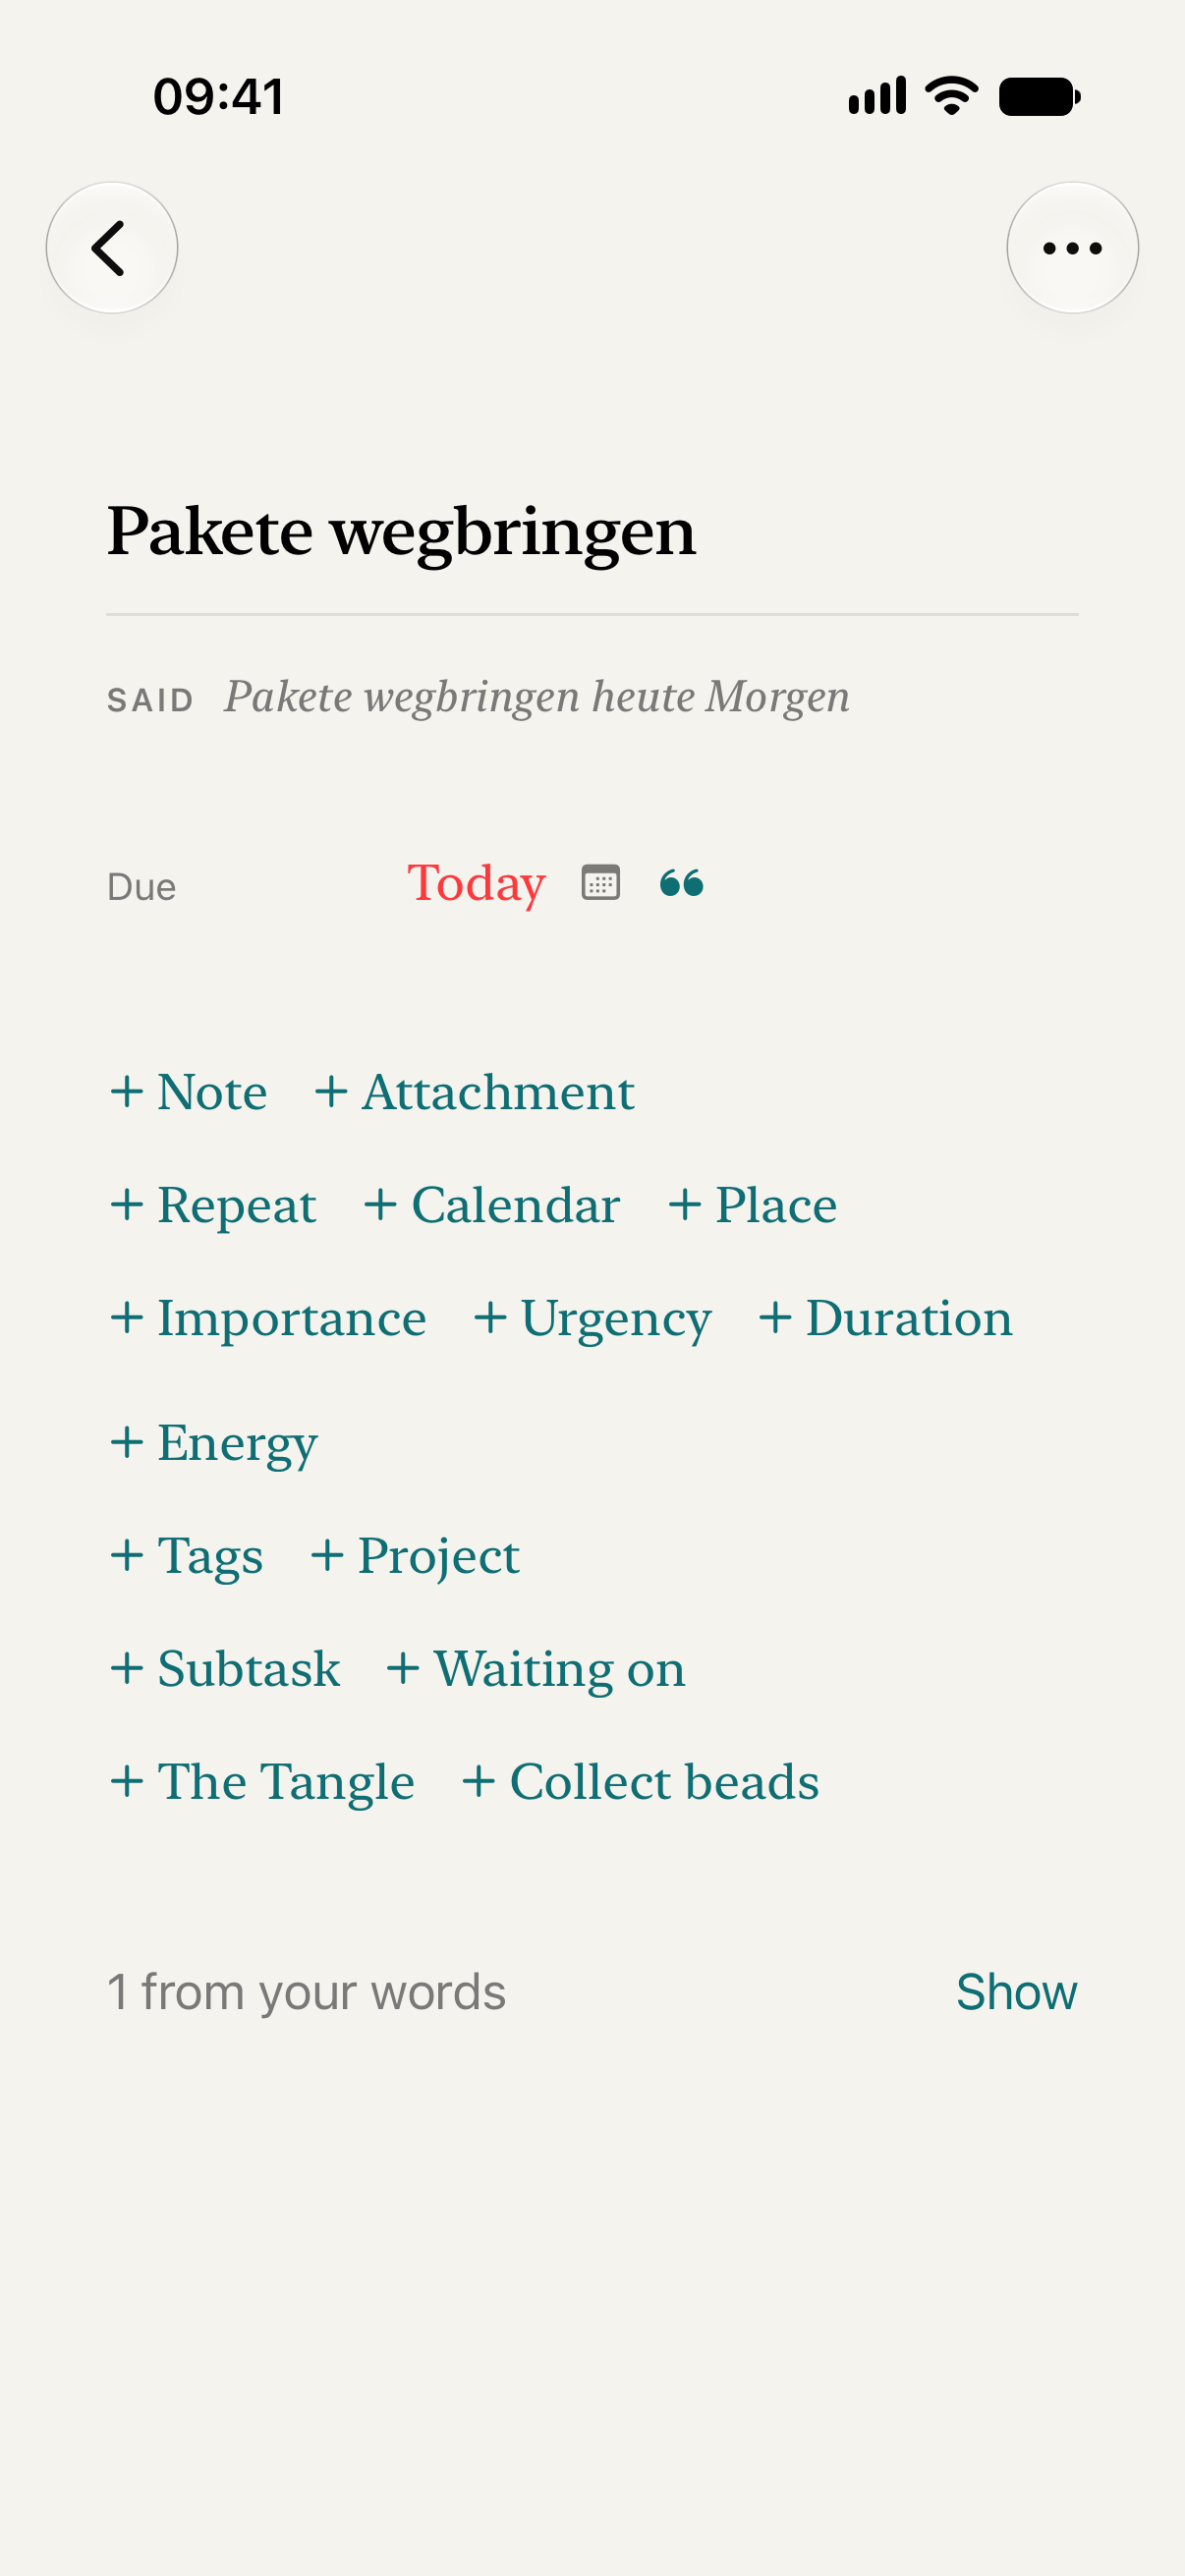 09:41
Pakete wegbringen
SAID Pakete wegbringen heute Morgen
Due Today
+ Note + Attachment
+ Repeat + Calendar + Place
+ Importance + Urgency + Duration
+ Energy
+ Tags + Project
+ Subtask + Waiting on
+ The Tangle + Collect beads
1 from your words Show